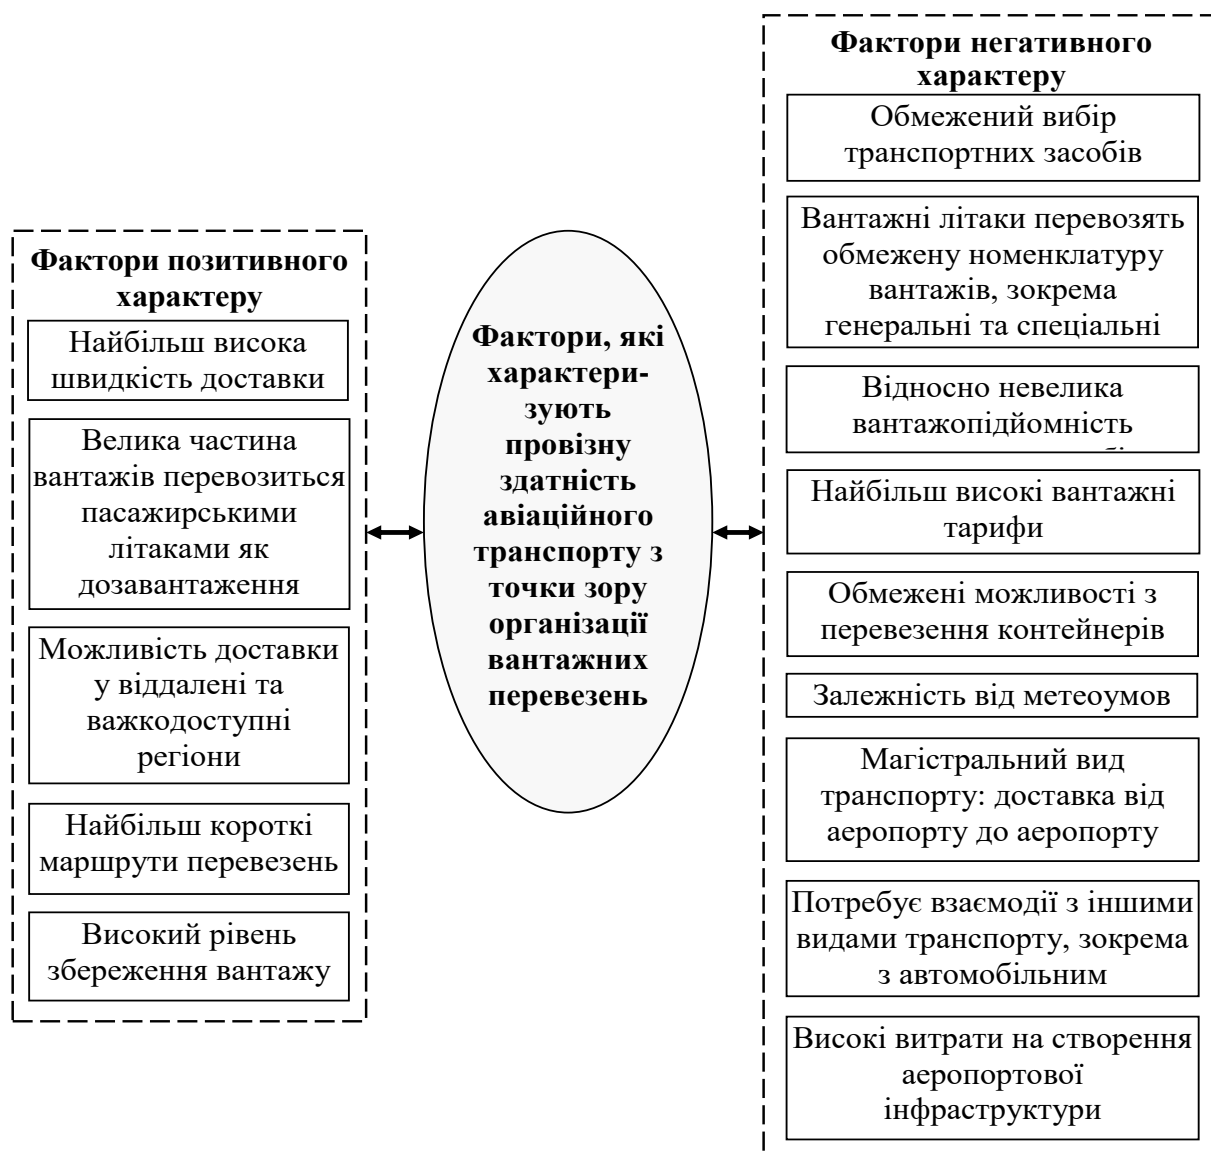 Фактори позитивного
характеру
Найбільш висока
швидкість доставки
Велика частина
вантажів перевозиться
пасажирськими
літаками як
дозавантаження
Можливість доставки
у віддалені та
важкодоступні
регіони
Найбільш короткі
маршрути перевезень
Високий рівень
збереження вантажу
Фактори, які
характери-
зують
провізну
здатність
авіаційного
транспорту з
точки зору
організації
вантажних
перевезень
Фактори негативного
характеру
Обмежений вибір
транспортних засобів
Вантажні літаки перевозять
обмежену номенклатуру
вантажів, зокрема
генеральні та спеціальні
Відносно невелика
вантажопідйомність
Найбільш високі вантажні
тарифи
Обмежені можливості з
перевезення контейнерів
Залежність від метеоумов
Магістральний вид
транспорту: доставка від
аеропорту до аеропорту
Потребує взаємодії з іншими
видами транспорту, зокрема
з автомобільним
Високі витрати на створення
аеропортової
інфраструктури